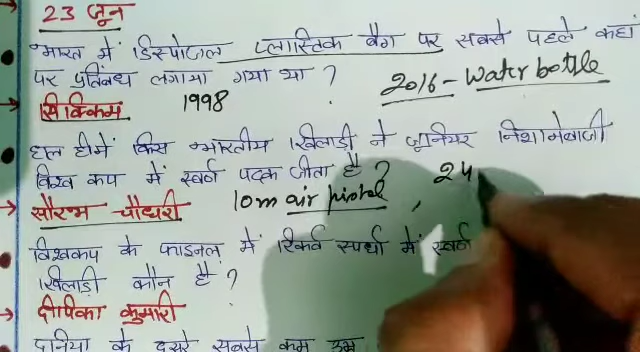 23 जून
भारत में डिस्पोजल प्लास्टिक बैग पर सबसे पहले कहां
पर प्रतिबंध लगाया गया था ? 2016 - Water bottle
सिक्किम 1998
हाल ही में किस भारतीय खिलाड़ी ने जूनियर निशानेबाजी
विश्व कप में स्वर्ण पदक जीता है ?
सौरभ चौधरी 10m air pistol , 24
विश्वकप के फाइनल में रिकर्व स्पर्धा में स्वर्ण
खिलाड़ी कौन है ?
दीपिका कुमारी
दुनिया के दूसरे सबसे कम उम्र